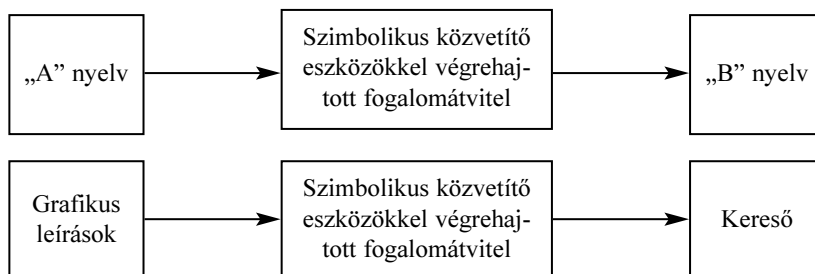 „A” nyelv
Szimbolikus közvetítő
eszközökkel végrehaj-
tott fogalomátvitel
„B” nyelv
Grafikus
leírások
Szimbolikus közvetítő
eszközökkel végrehaj-
tott fogalomátvitel
Kereső